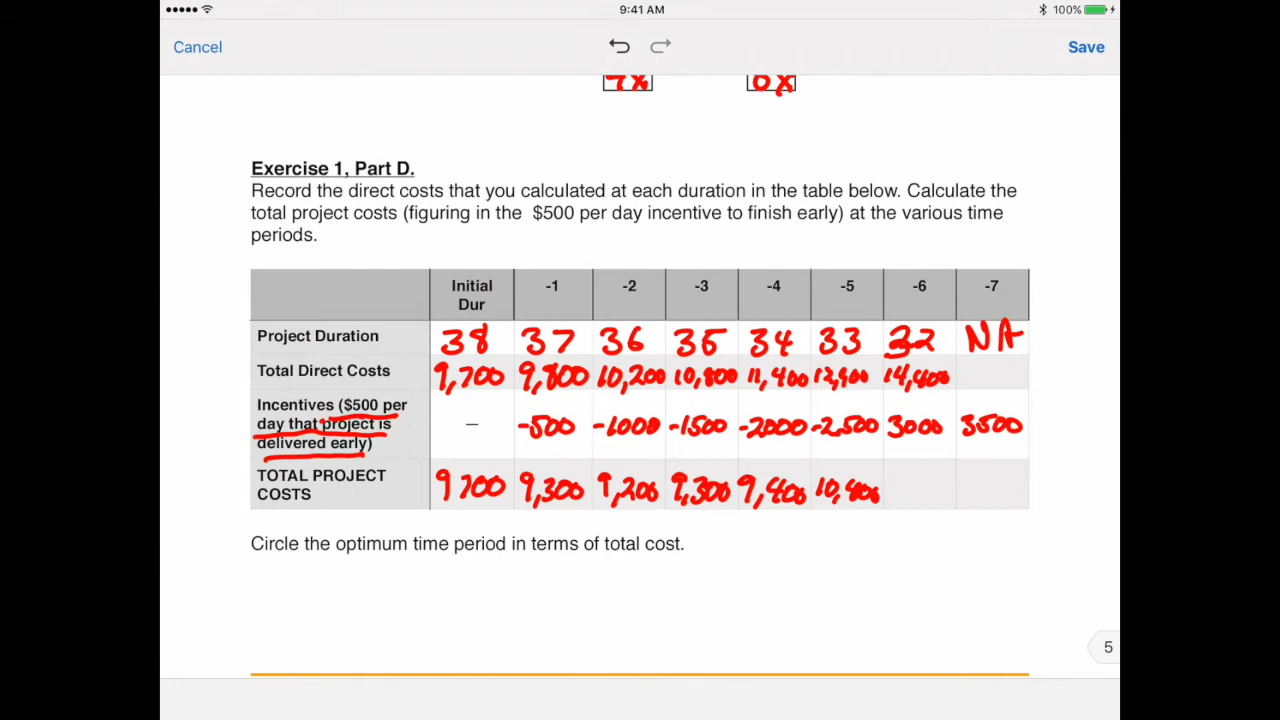 9:41 AM
100%
Cancel
Save
Exercise 1, Part D.
Record the direct costs that you calculated at each duration in the table below. Calculate the
total project costs (figuring in the $500 per day incentive to finish early) at the various time
periods.
Initial Dur -1 -2 -3 -4 -5 -6 -7
Project Duration 38 37 36 35 34 33 32 NA
Total Direct Costs 9,700 9,800 10,200 10,800 11,400 12,900 14,400
Incentives ($500 per
day that project is
delivered early) – -500 -1000 -1500 -2000 -2,500 3000 3500
TOTAL PROJECT
COSTS 9700 9,300 9,200 9,300 9,400 10,400
Circle the optimum time period in terms of total cost.
5